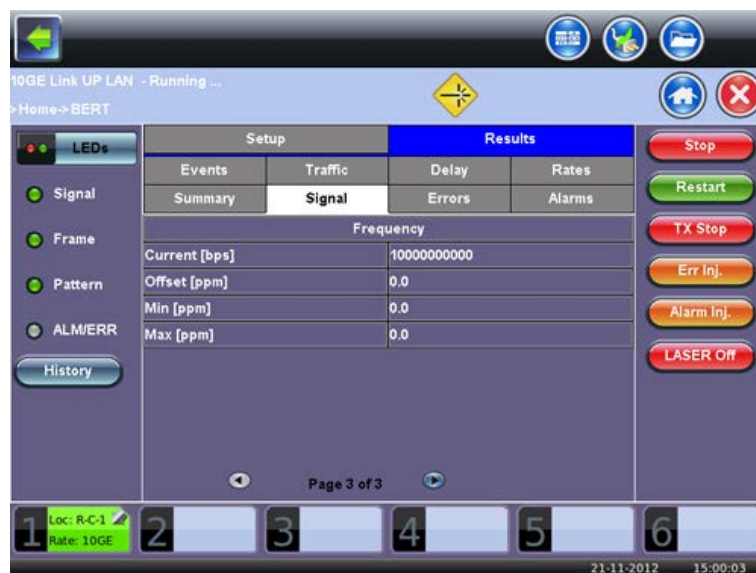 10GE Link UP LAN - Running ...
>Home->BERT
LEDs
Signal
Frame
Pattern
ALM/ERR
History
Setup Results
Events Traffic Delay Rates
Summary Signal Errors Alarms
Frequency
Current [bps] 10000000000
Offset [ppm] 0.0
Min [ppm] 0.0
Max [ppm] 0.0
Page 3 of 3
Stop
Restart
TX Stop
Err Inj.
Alarm Inj.
LASER Off
1 Loc: R-C-1
Rate: 10GE
2
3
4
5
6
21-11-2012 15:00:03